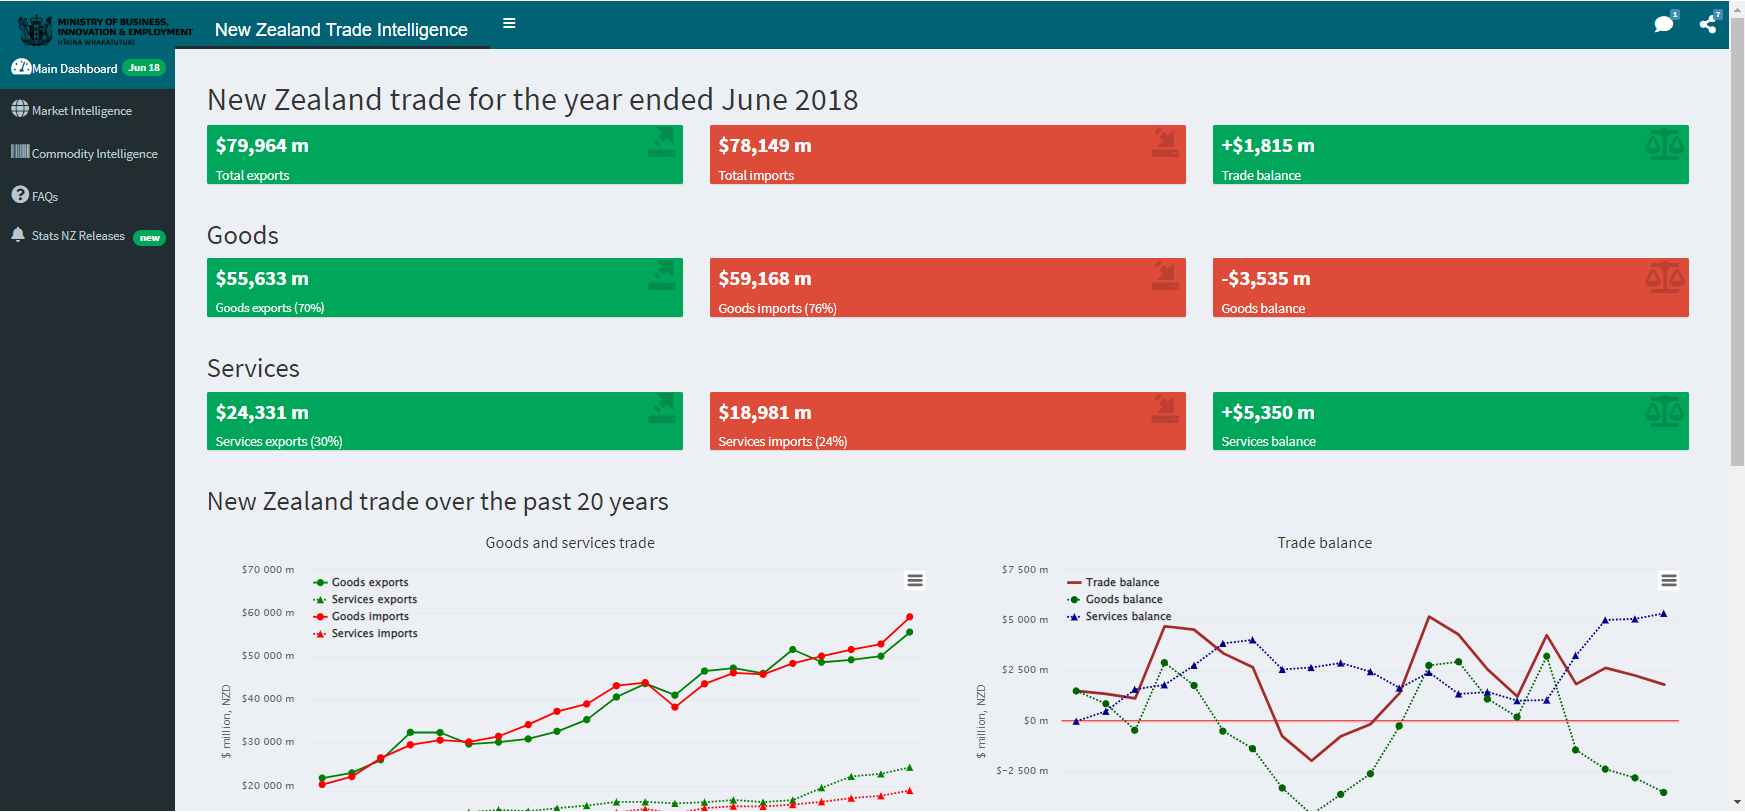 MINISTRY OF BUSINESS,
INNOVATION & EMPLOYMENT
HĪKINA WHAKATUTUKI
New Zealand Trade Intelligence
1
7
Main Dashboard Jun 18
Market Intelligence
Commodity Intelligence
FAQs
Stats NZ Releases new
New Zealand trade for the year ended June 2018
$79,964 m
Total exports
$78,149 m
Total imports
+$1,815 m
Trade balance
Goods
$55,633 m
Goods exports (70%)
$59,168 m
Goods imports (76%)
-$3,535 m
Goods balance
Services
$24,331 m
Services exports (30%)
$18,981 m
Services imports (24%)
+$5,350 m
Services balance
New Zealand trade over the past 20 years
Goods and services trade
$70 000 m
$60 000 m
$50 000 m
$40 000 m
$30 000 m
$20 000 m
$ million, NZD
Goods exports
Services exports
Goods imports
Services imports
Trade balance
$7 500 m
$5 000 m
$2 500 m
$0 m
$−2 500 m
$ million, NZD
Trade balance
Goods balance
Services balance